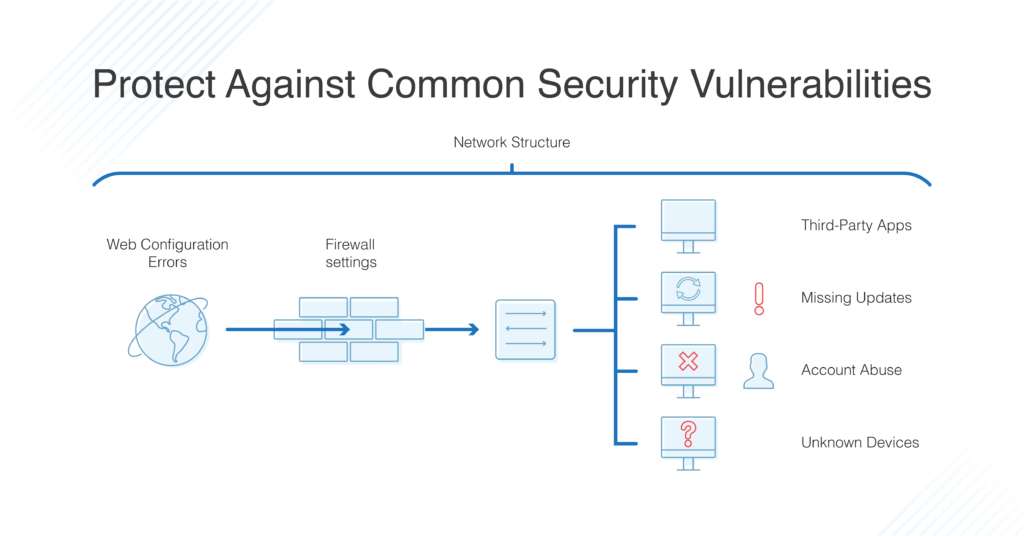 Protect Against Common Security Vulnerabilities
Network Structure
Web Configuration
Errors
Firewall
settings
Third-Party Apps
Missing Updates
Account Abuse
Unknown Devices